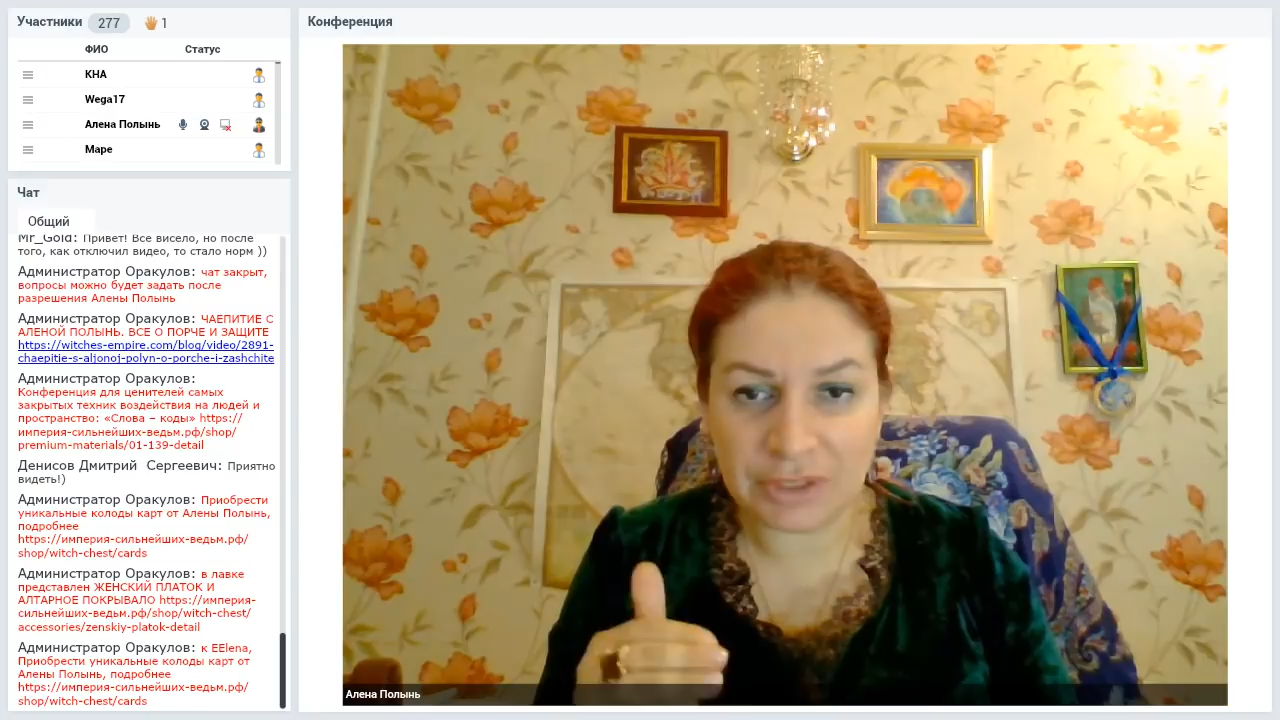 Участники 277 1
ФИО Статус
КНА
Wega17
Алена Полынь
Маре
Чат
Общий
Mr_Gold: Привет! Все висело, но после
того, как отключил видео, то стало норм ))
Администратор Оракулов: чат закрыт,
вопросы можно будет задать после
разрешения Алены Полынь
Администратор Оракулов: ЧАЕПИТИЕ С
АЛЕНОЙ ПОЛЫНЬ. ВСЕ О ПОРЧЕ И ЗАЩИТЕ
https://witches-empire.com/blog/video/2891-
chaepitie-s-aljonoj-polyn-o-porche-i-zashchite
Администратор Оракулов:
Конференция для ценителей самых
закрытых техник воздействия на людей и
пространство: «Слова – коды» https://
империя-сильнейших-ведьм.рф/shop/
premium-materials/01-139-detail
Денисов Дмитрий  Сергеевич: Приятно
видеть!)
Администратор Оракулов: Приобрести
уникальные колоды карт от Алены Полынь,
подробнее
https://империя-сильнейших-ведьм.рф/
shop/witch-chest/cards
Администратор Оракулов: в лавке
представлен ЖЕНСКИЙ ПЛАТОК И
АЛТАРНОЕ ПОКРЫВАЛО https://империя-
сильнейших-ведьм.рф/shop/witch-chest/
accessories/zenskiy-platok-detail
Администратор Оракулов: к EElena,
Приобрести уникальные колоды карт от
Алены Полынь, подробнее
https://империя-сильнейших-ведьм.рф/
shop/witch-chest/cards
Конференция
Алена Полынь